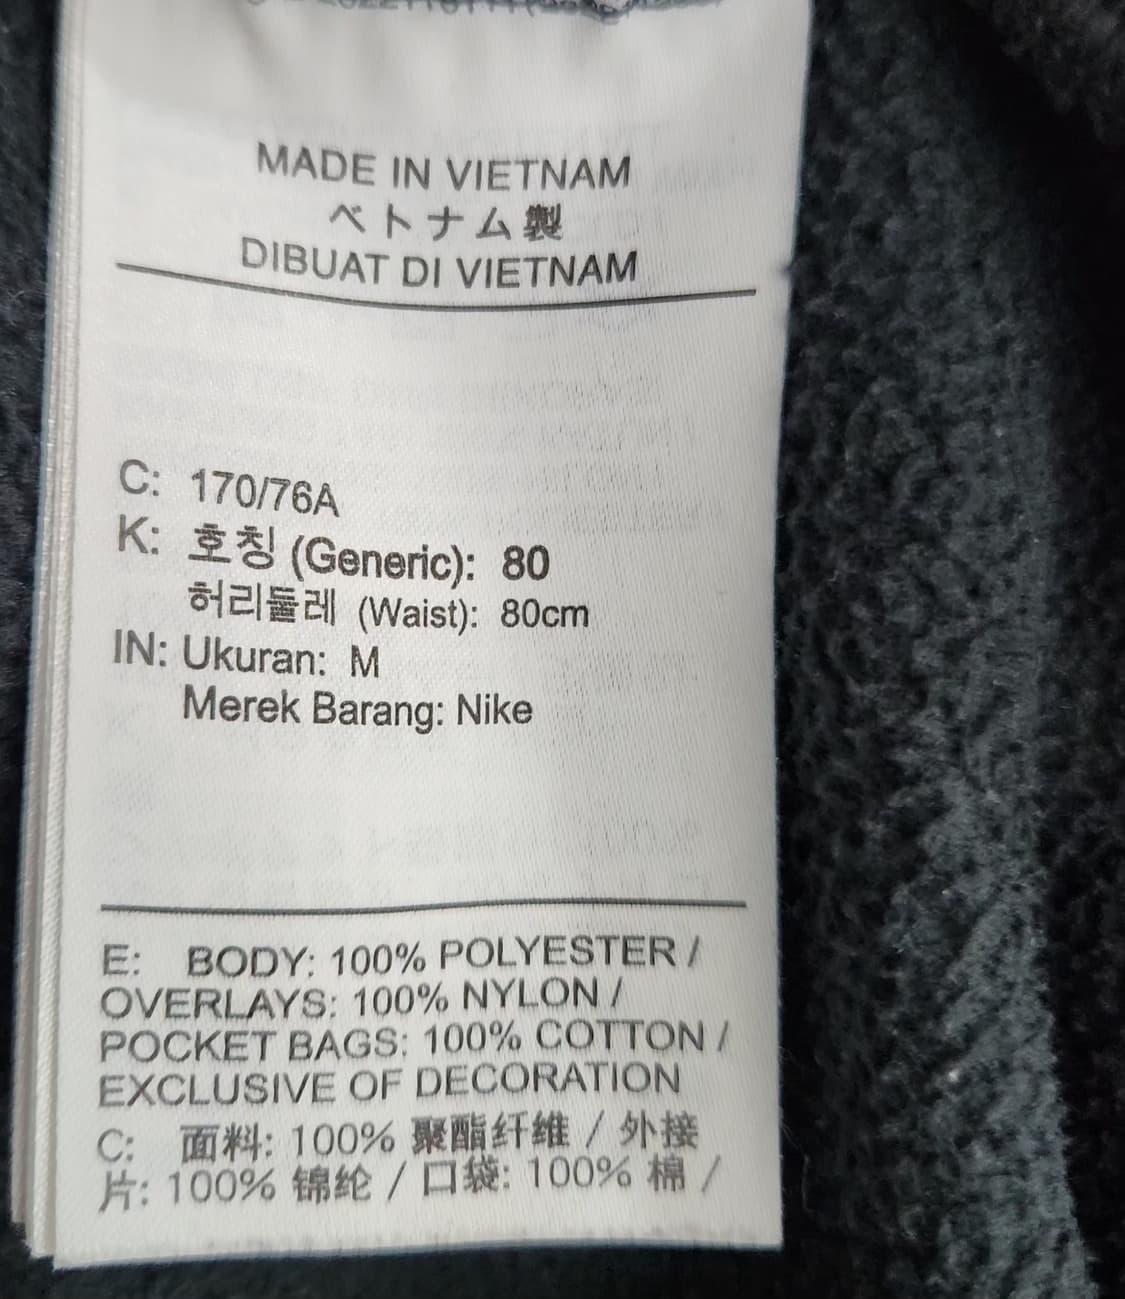 MADE IN VIETNAM
ベトナム製
DIBUAT DI VIETNAM
C: 170/76A
K: 호칭 (Generic): 80
허리둘레 (Waist): 80cm
IN: Ukuran: M
Merek Barang: Nike
E: BODY: 100% POLYESTER /
OVERLAYS: 100% NYLON /
POCKET BAGS: 100% COTTON /
EXCLUSIVE OF DECORATION
C: 面料: 100% 聚酯纤维 / 外接
片: 100% 锦纶 / 口袋: 100% 棉 /